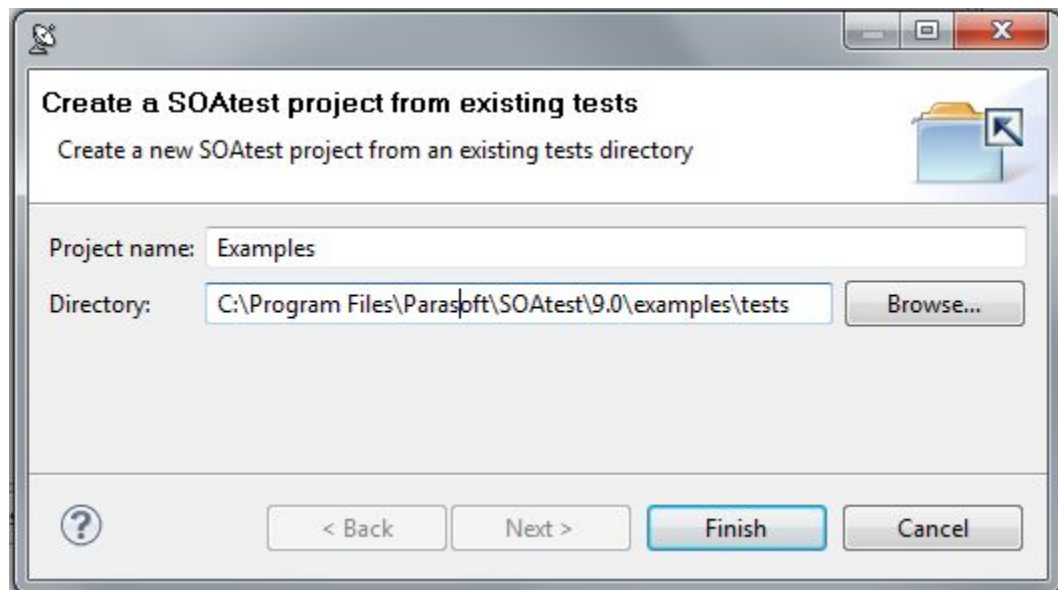 Create a SOAtest project from existing tests
Create a new SOAtest project from an existing tests directory
Project name: Examples
Directory: C:\Program Files\Parasoft\SOAtest\9.0\examples\tests Browse...
< Back Next > Finish Cancel